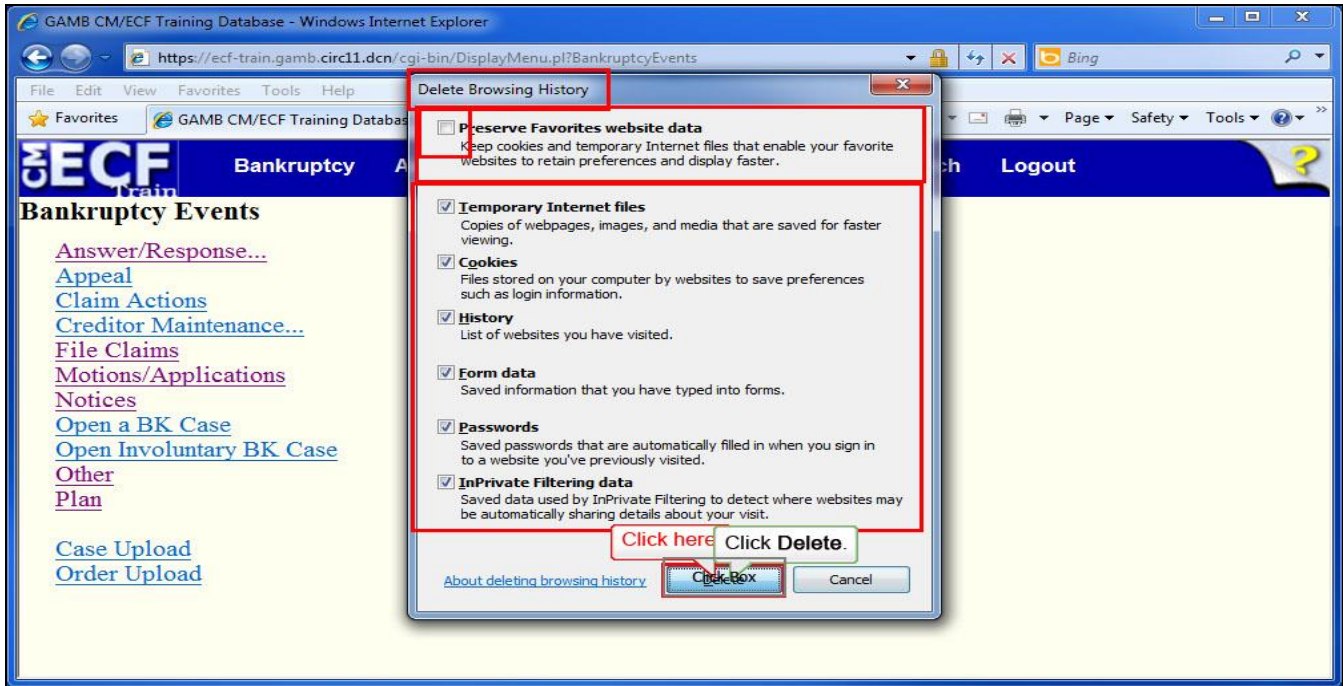 GAMB CM/ECF Training Database - Windows Internet Explorer
https://ecf-train.gamb.circ11.dcn/cgi-bin/DisplayMenu.pl?BankruptcyEvents
Bing
File Edit View Favorites Tools Help
Delete Browsing History
Favorites
GAMB CM/ECF Training Databas
Page Safety Tools
CM ECF Train
Bankruptcy A
ch Logout
Preserve Favorites website data
Keep cookies and temporary Internet files that enable your favorite
websites to retain preferences and display faster.
Bankruptcy Events
Answer/Response...
Appeal
Claim Actions
Creditor Maintenance...
File Claims
Motions/Applications
Notices
Open a BK Case
Open Involuntary BK Case
Other
Plan
Case Upload
Order Upload
Temporary Internet files
Copies of webpages, images, and media that are saved for faster
viewing.
Cookies
Files stored on your computer by websites to save preferences
such as login information.
History
List of websites you have visited.
Form data
Saved information that you have typed into forms.
Passwords
Saved passwords that are automatically filled in when you sign in
to a website you've previously visited.
InPrivate Filtering data
Saved data used by InPrivate Filtering to detect where websites may
be automatically sharing details about your visit.
Click here
Click Delete.
About deleting browsing history
Click Box
Cancel